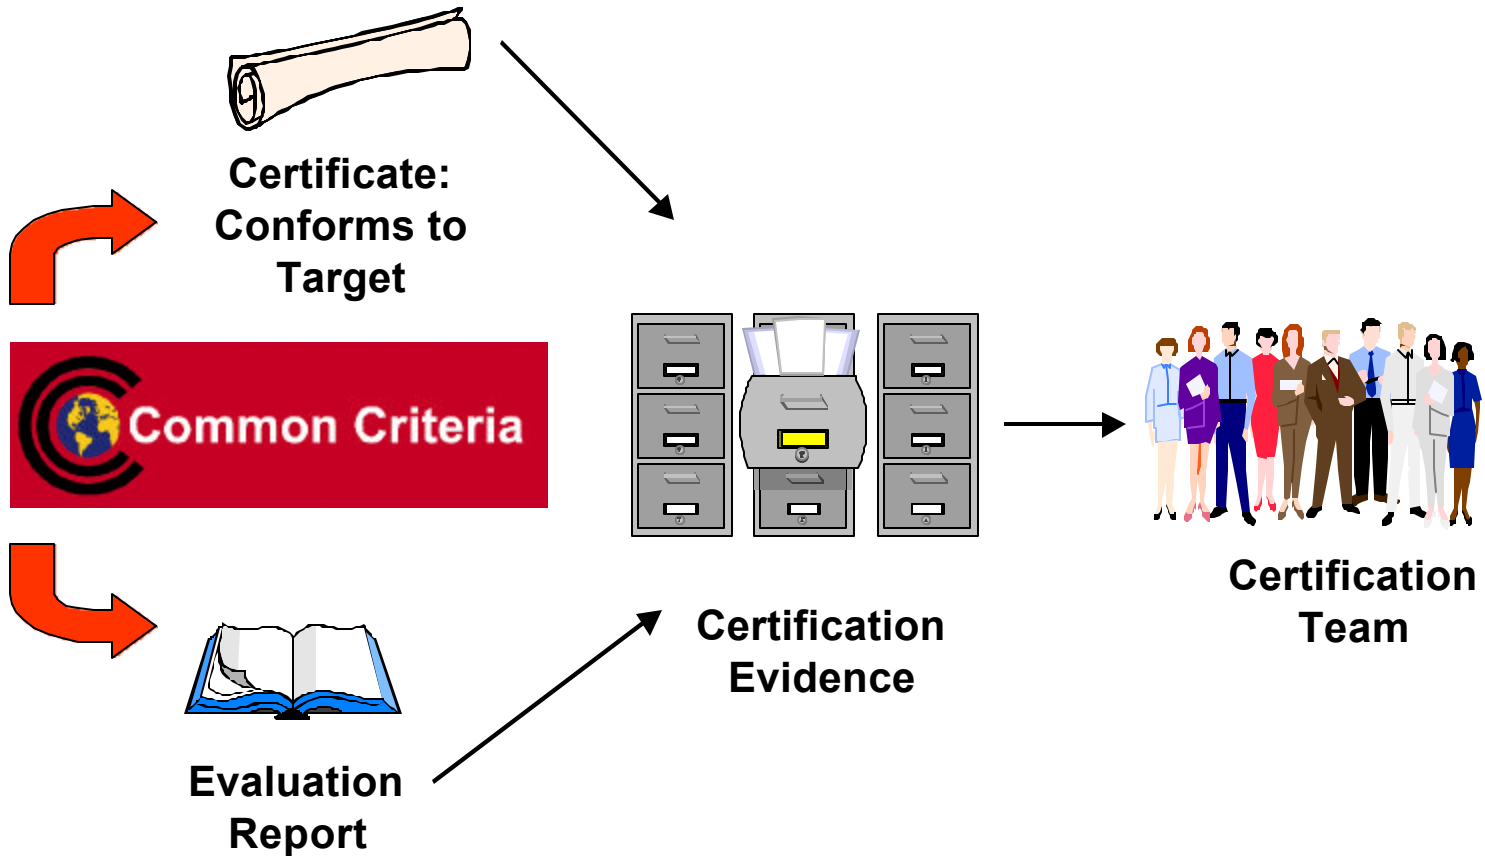 Certificate:
Conforms to
Target
Common Criteria
Evaluation
Report
Certification
Evidence
Certification
Team